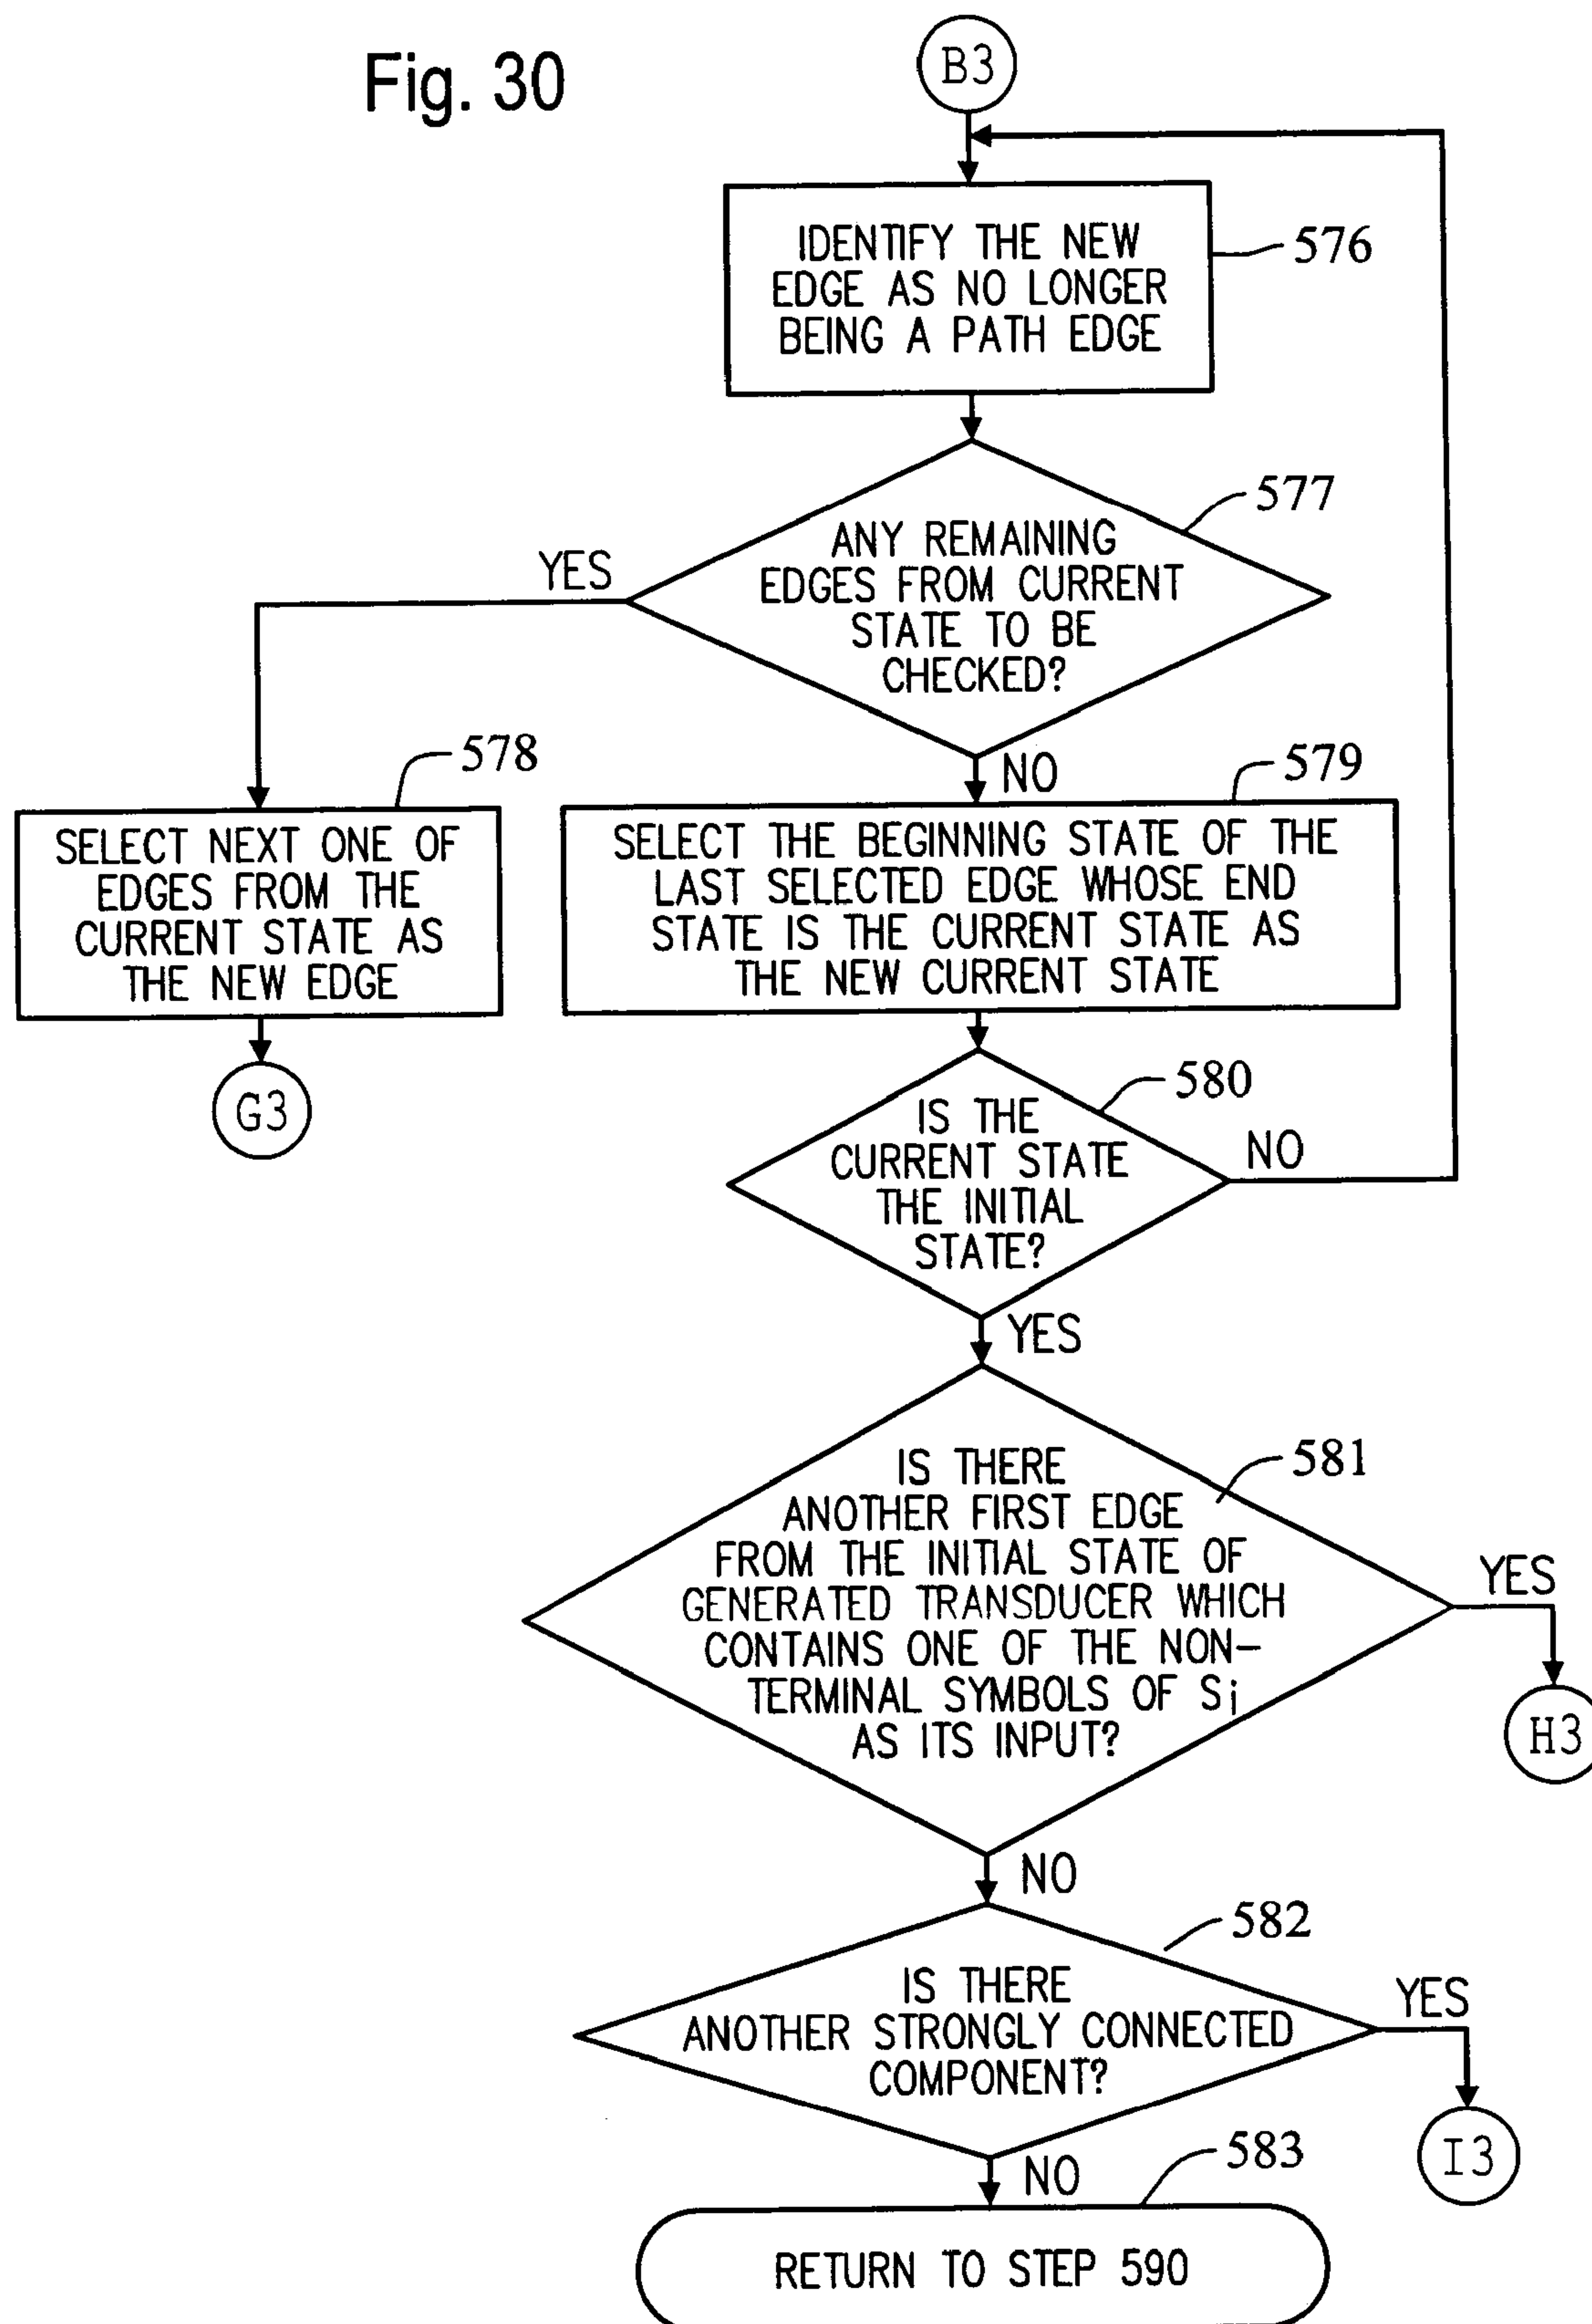 Fig. 30
B3
IDENTIFY THE NEW
EDGE AS NO LONGER
BEING A PATH EDGE
576
ANY REMAINING
EDGES FROM CURRENT
STATE TO BE
CHECKED?
577
YES
NO
578
SELECT NEXT ONE OF
EDGES FROM THE
CURRENT STATE AS
THE NEW EDGE
G3
579
SELECT THE BEGINNING STATE OF THE
LAST SELECTED EDGE WHOSE END
STATE IS THE CURRENT STATE AS
THE NEW CURRENT STATE
580
IS THE
CURRENT STATE
THE INITIAL
STATE?
NO
YES
581
IS THERE
ANOTHER FIRST EDGE
FROM THE INITIAL STATE OF
GENERATED TRANSDUCER WHICH
CONTAINS ONE OF THE NON-
TERMINAL SYMBOLS OF Si
AS ITS INPUT?
YES
H3
NO
582
IS THERE
ANOTHER STRONGLY CONNECTED
COMPONENT?
YES
I3
NO
583
RETURN TO STEP 590